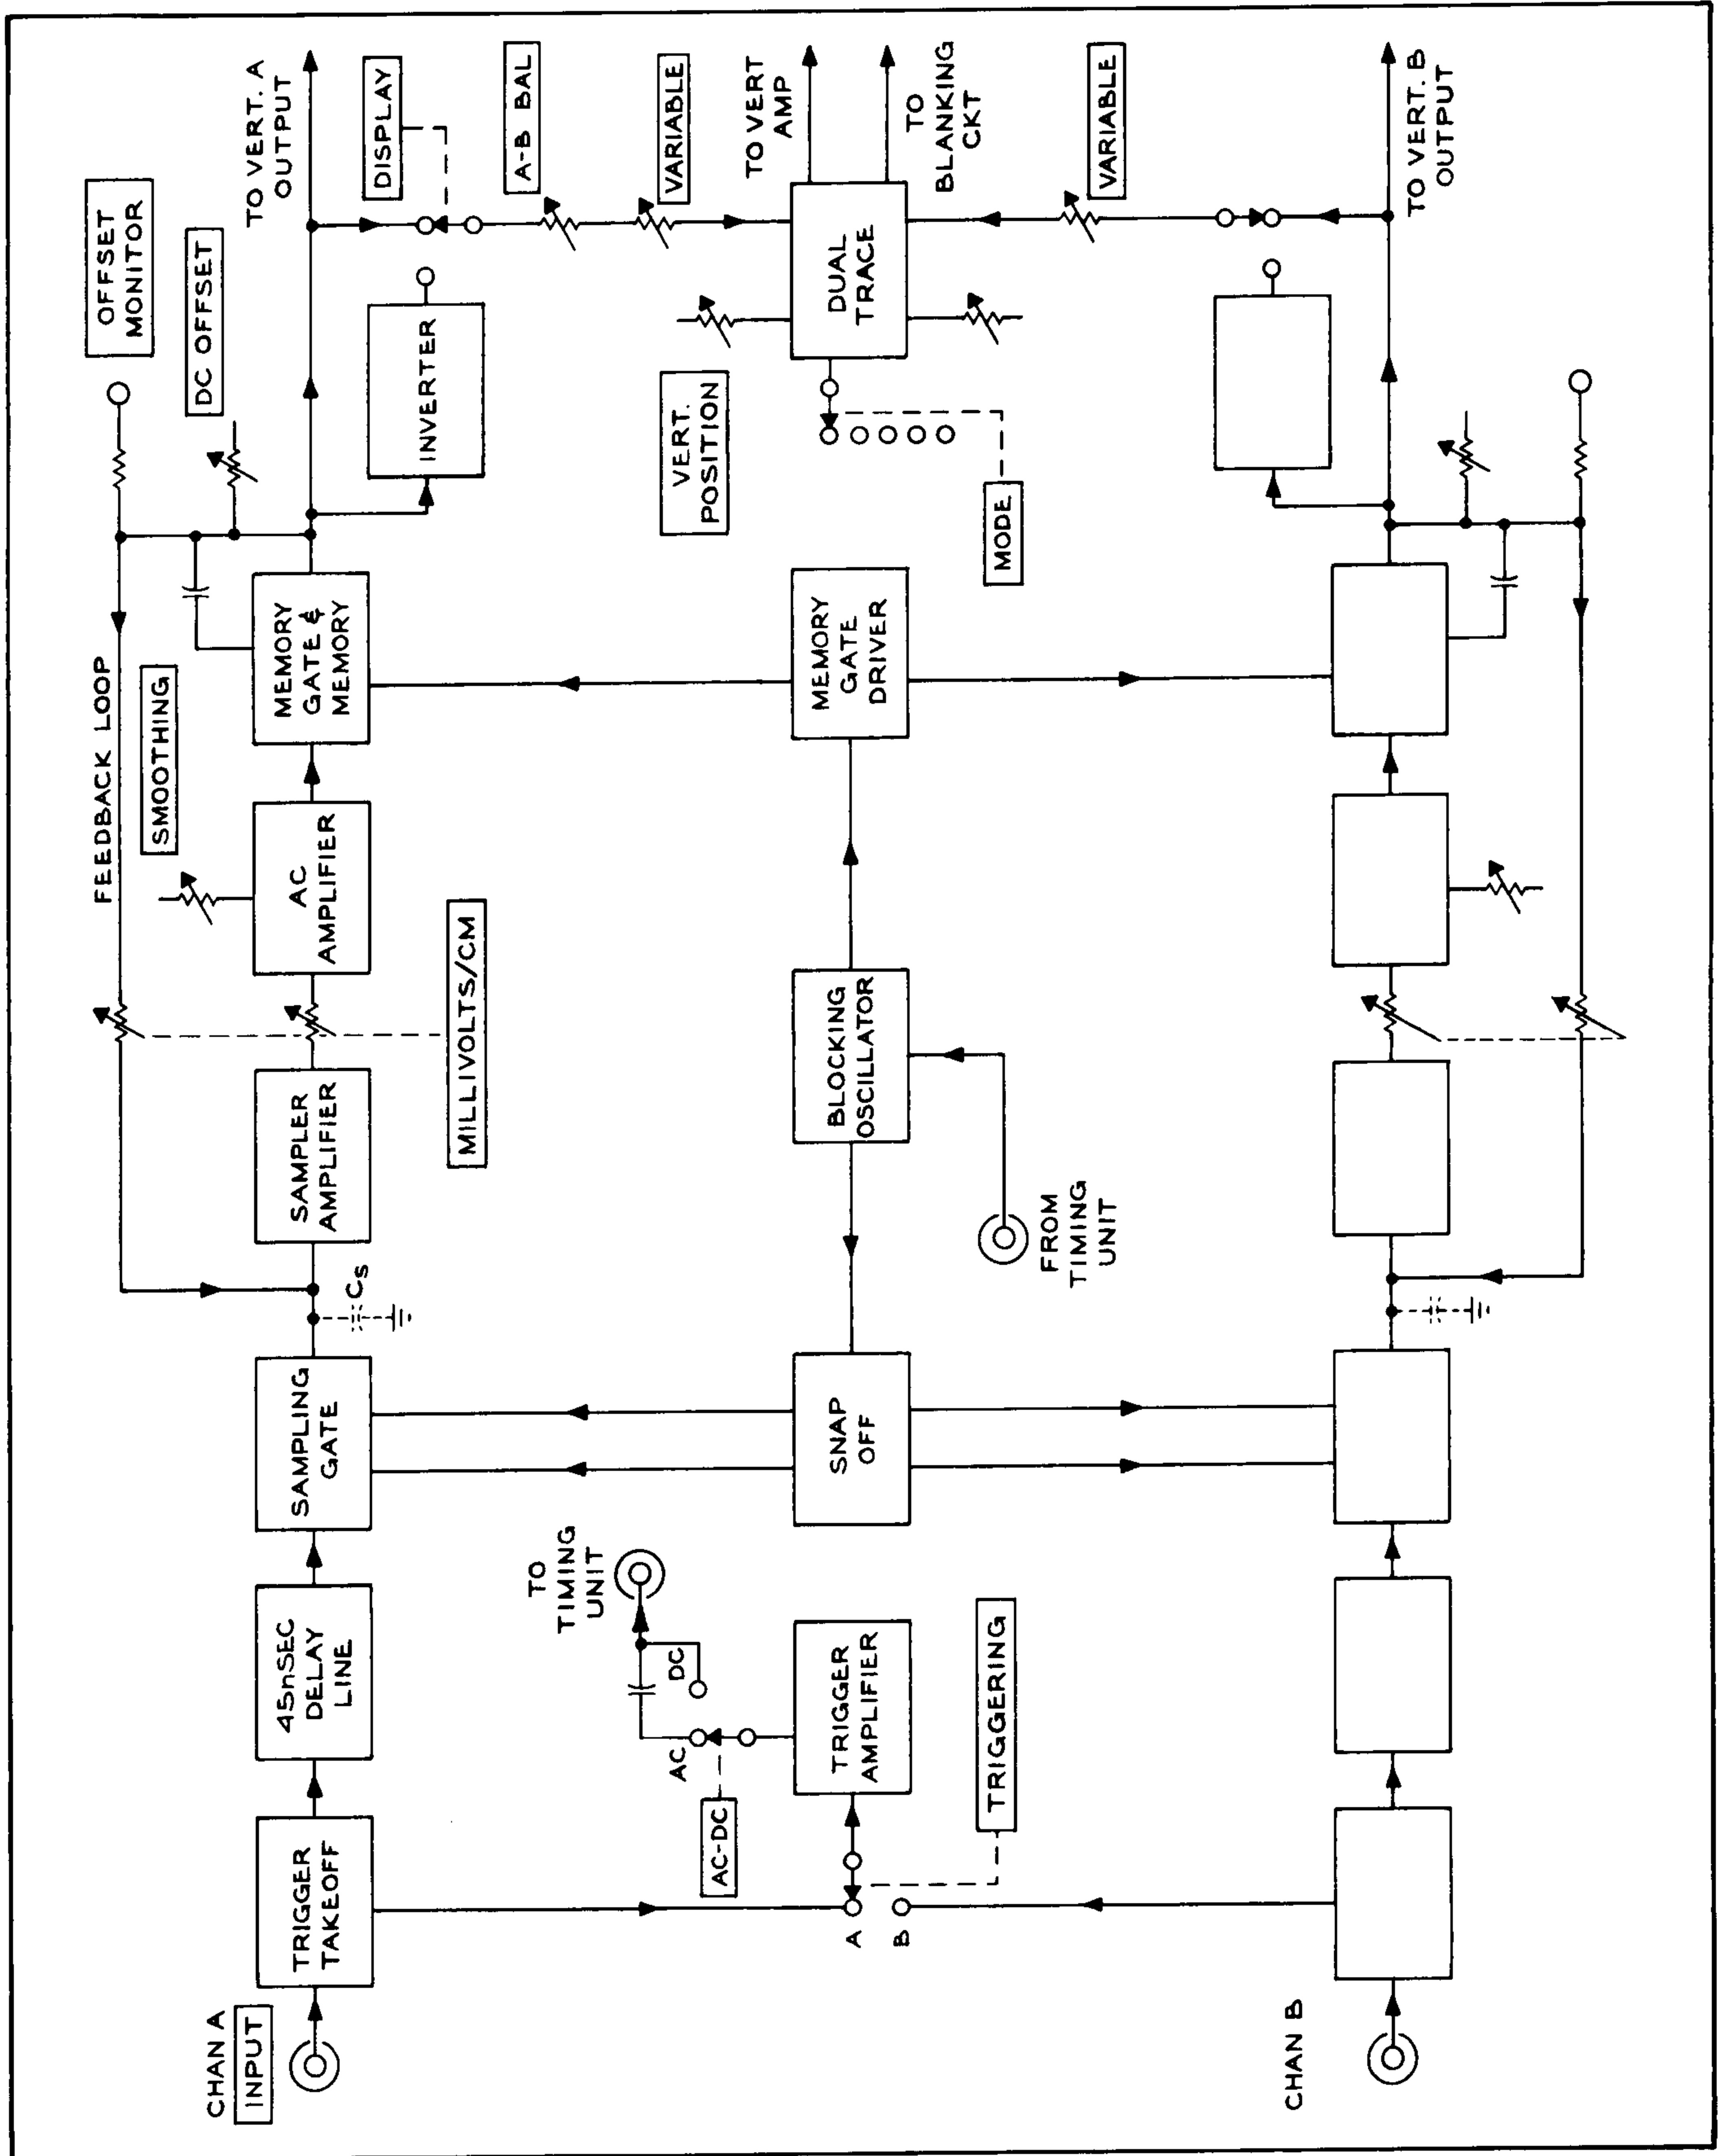 CHAN A
INPUT
TRIGGER
TAKEOFF
45nSEC
DELAY
LINE
SAMPLING
GATE
Cs
SAMPLER
AMPLIFIER
MILLIVOLTS/CM
AC
AMPLIFIER
SMOOTHING
FEEDBACK LOOP
MEMORY
GATE &
MEMORY
DC OFFSET
OFFSET
MONITOR
INVERTER
TO VERT. A
OUTPUT
DISPLAY
A-B BAL
VARIABLE
A
B
TRIGGERING
AC-DC
AC
DC
TRIGGER
AMPLIFIER
TO
TIMING
UNIT
SNAP
OFF
FROM
TIMING
UNIT
BLOCKING
OSCILLATOR
MEMORY
GATE
DRIVER
MODE
VERT.
POSITION
DUAL
TRACE
TO VERT
AMP
TO
BLANKING
CKT
VARIABLE
CHAN B
TO VERT. B
OUTPUT